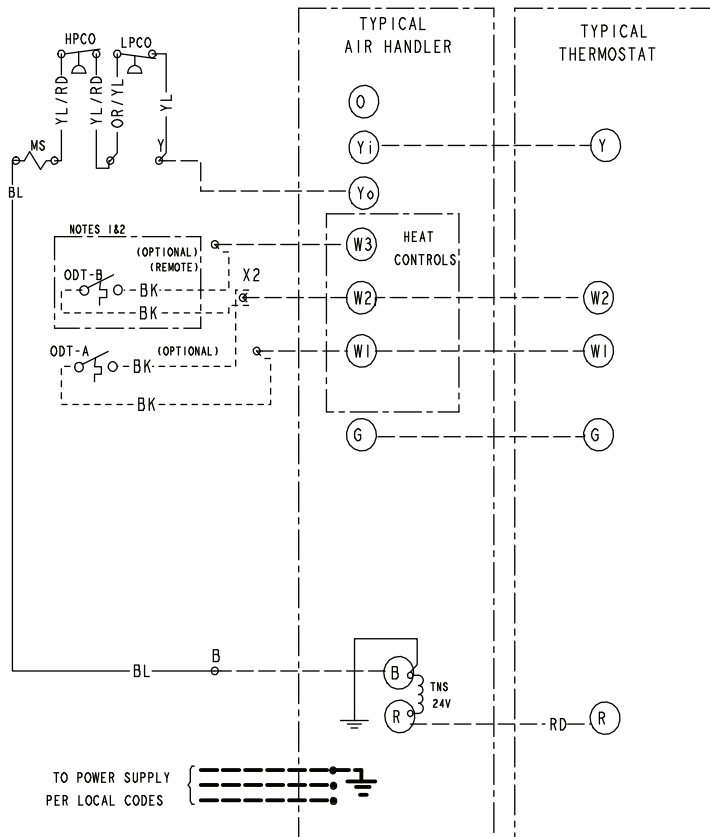 TYPICAL
AIR HANDLER
TYPICAL
THERMOSTAT
HPCO
LPCO
YL/RD
YL/RD
OR/YL
YL
O
MS
Y
Yi
Y
BL
Yo
NOTES 1&2
(OPTIONAL)
(REMOTE)
W3
HEAT
CONTROLS
ODT-B
BK
X2
W2
W2
BK
ODT-A
(OPTIONAL)
W1
W1
BK
BK
G
G
BL
B
B
TNS
24V
R
RD
R
TO POWER SUPPLY
PER LOCAL CODES